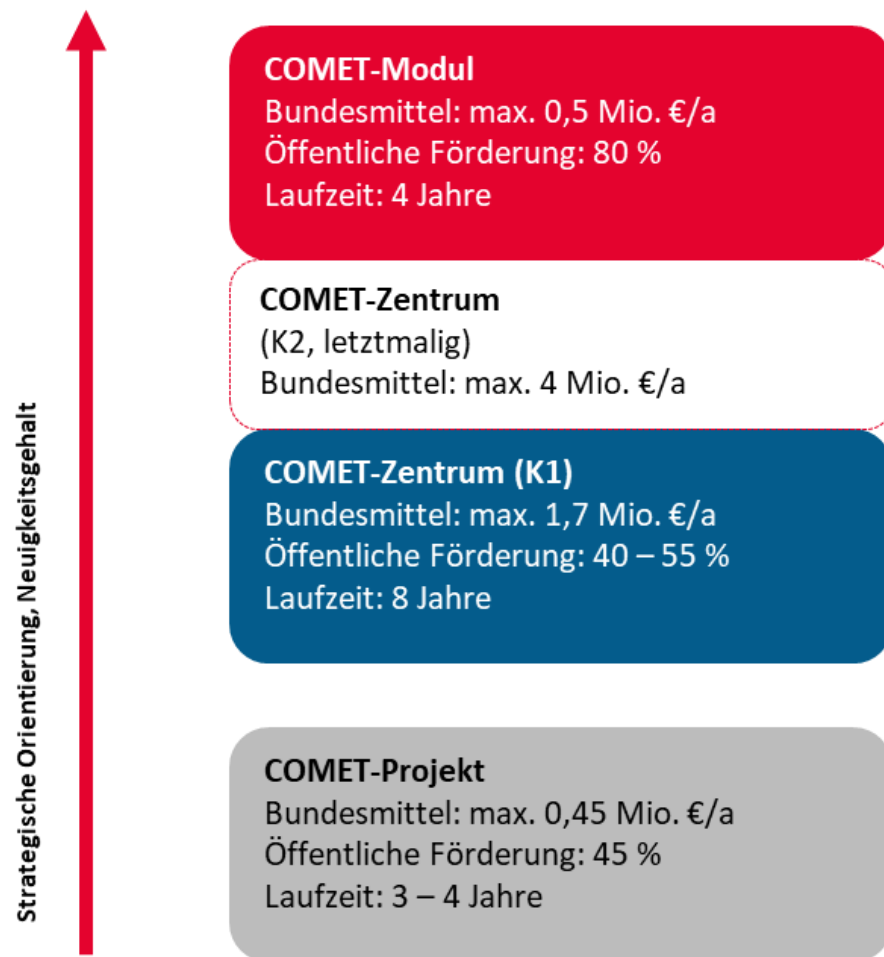 COMET-Modul
Bundesmittel: max. 0,5 Mio. €/a
Öffentliche Förderung: 80 %
Laufzeit: 4 Jahre
COMET-Zentrum
(K2, letztmalig)
Bundesmittel: max. 4 Mio. €/a
COMET-Zentrum (K1)
Bundesmittel: max. 1,7 Mio. €/a
Öffentliche Förderung: 40 – 55 %
Laufzeit: 8 Jahre
COMET-Projekt
Bundesmittel: max. 0,45 Mio. €/a
Öffentliche Förderung: 45 %
Laufzeit: 3 – 4 Jahre
Strategische Orientierung, Neuigkeitsgehalt